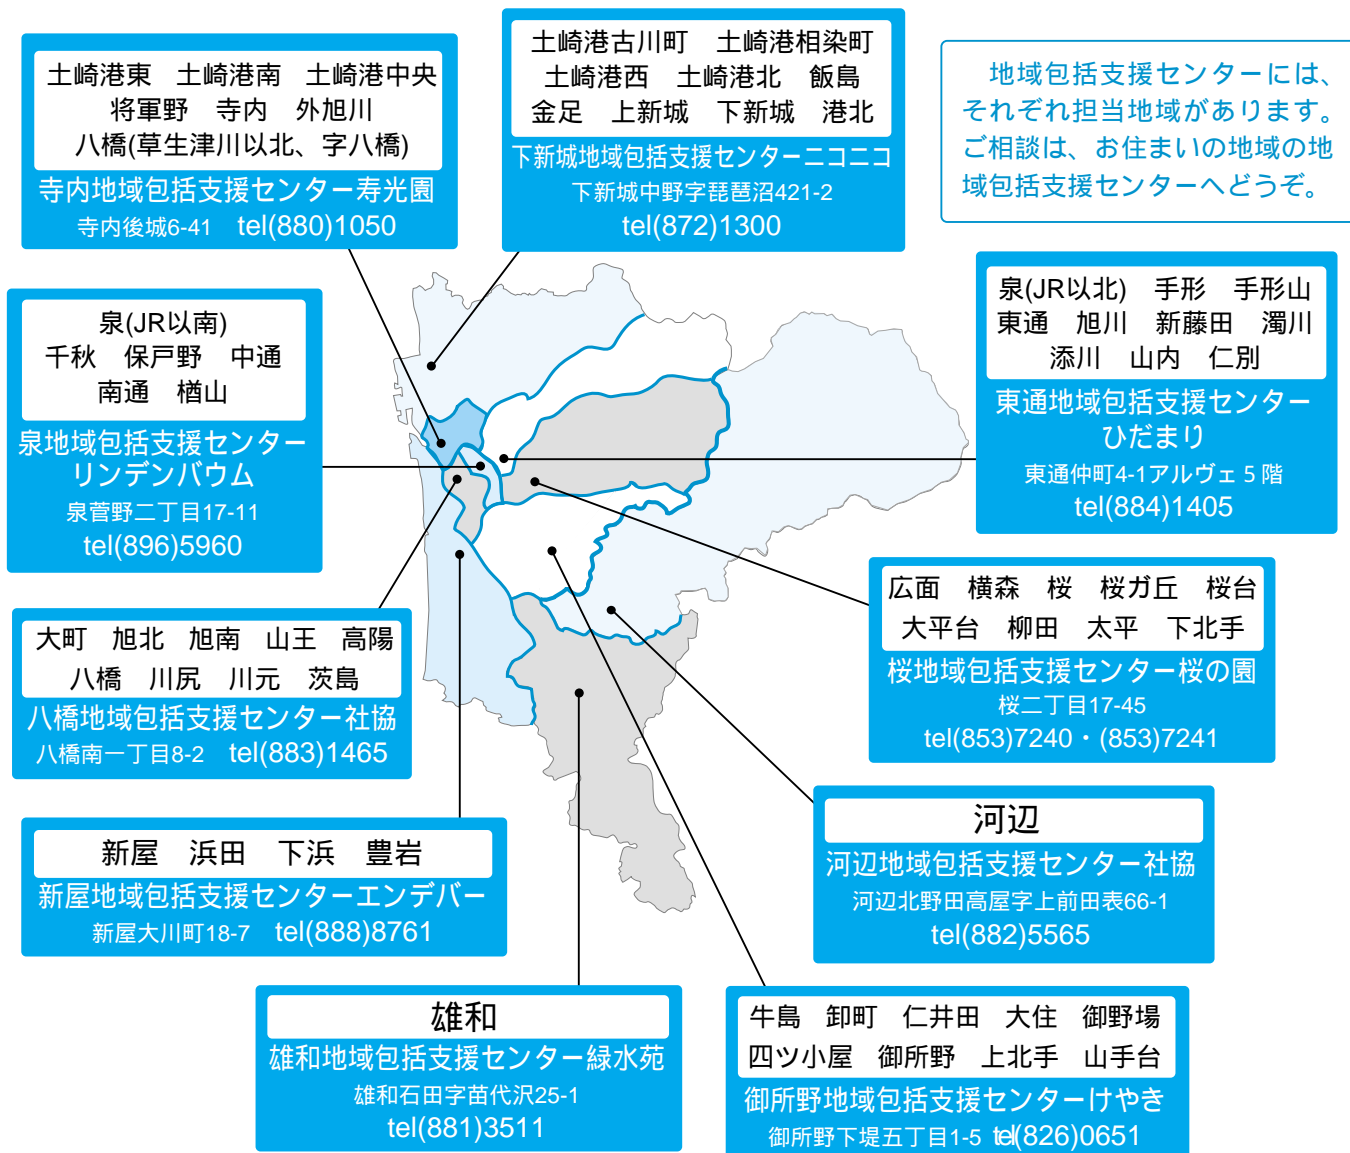 土崎港東　土崎港南　土崎港中央
将軍野　寺内　外旭川
八橋(草生津川以北、字八橋)
寺内地域包括支援センター寿光園
寺内後城6-41　tel(880)1050
土崎港古川町　土崎港相染町
土崎港西　土崎港北　飯島
金足　上新城　下新城　港北
下新城地域包括支援センターニコニコ
下新城中野字琵琶沼421-2
tel(872)1300
地域包括支援センターには、
それぞれ担当地域があります。
ご相談は、お住まいの地域の地
域包括支援センターへどうぞ。
泉(JR以南)
千秋　保戸野　中通
南通　楢山
泉地域包括支援センター
リンデンバウム
泉菅野二丁目17-11
tel(896)5960
泉(JR以北)　手形　手形山
東通　旭川　新藤田　濁川
添川　山内　仁別
東通地域包括支援センター
ひだまり
東通仲町4-1アルヴェ５階
tel(884)1405
大町　旭北　旭南　山王　高陽
八橋　川尻　川元　茨島
八橋地域包括支援センター社協
八橋南一丁目8-2　tel(883)1465
広面　横森　桜　桜ガ丘　桜台
大平台　柳田　太平　下北手
桜地域包括支援センター桜の園
桜二丁目17-45
tel(853)7240・(853)7241
新屋　浜田　下浜　豊岩
新屋地域包括支援センターエンデバー
新屋大川町18-7　tel(888)8761
河辺
河辺地域包括支援センター社協
河辺北野田高屋字上前田表66-1
tel(882)5565
雄和
雄和地域包括支援センター緑水苑
雄和石田字苗代沢25-1
tel(881)3511
牛島　卸町　仁井田　大住　御野場
四ツ小屋　御所野　上北手　山手台
御所野地域包括支援センターけやき
御所野下堤五丁目1-5 tel(826)0651